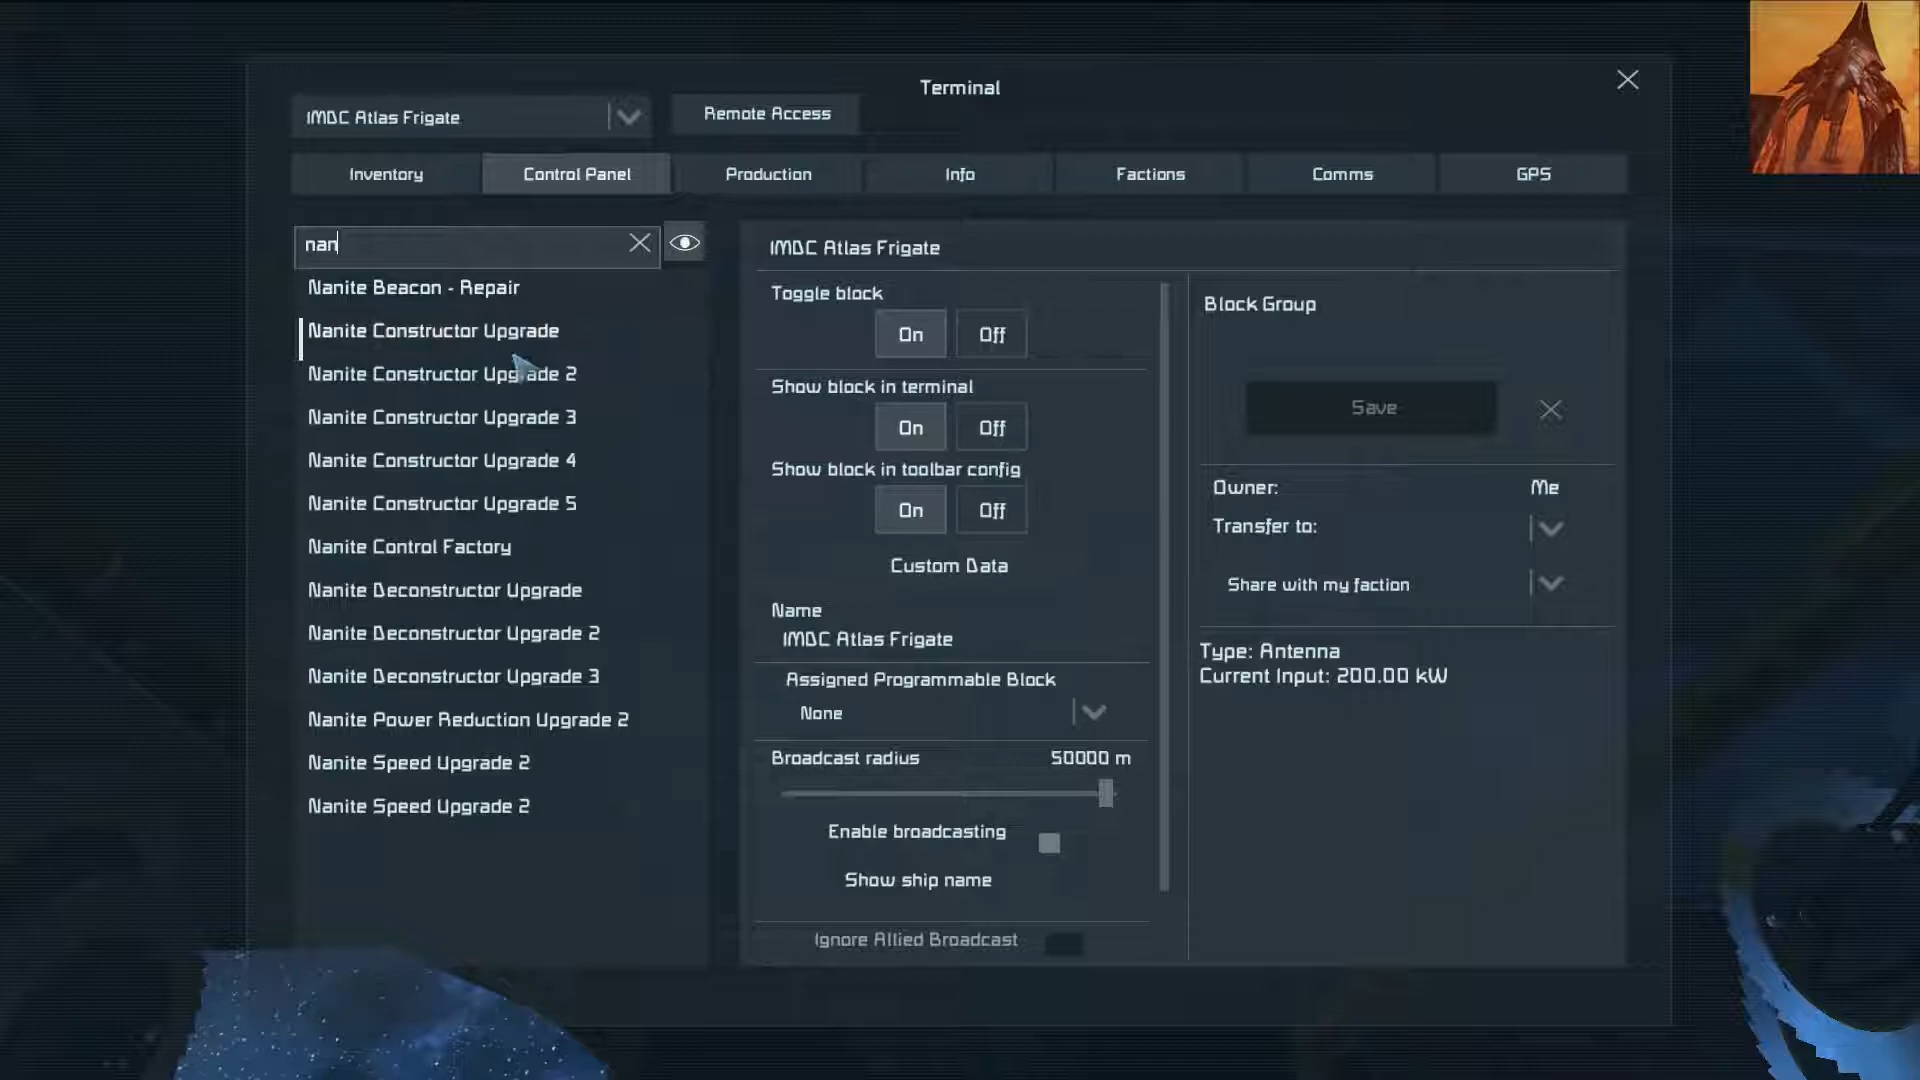 Terminal
IMDC Atlas Frigate
Remote Access
Inventory
Control Panel
Production
Info
Factions
Comms
GPS
nan
Nanite Beacon - Repair
Nanite Constructor Upgrade
Nanite Constructor Upgrade 2
Nanite Constructor Upgrade 3
Nanite Constructor Upgrade 4
Nanite Constructor Upgrade 5
Nanite Control Factory
Nanite Deconstructor Upgrade
Nanite Deconstructor Upgrade 2
Nanite Deconstructor Upgrade 3
Nanite Power Reduction Upgrade 2
Nanite Speed Upgrade 2
Nanite Speed Upgrade 2
IMDC Atlas Frigate
Toggle block
On Off
Show block in terminal
On Off
Show block in toolbar config
On Off
Custom Data
Name
IMDC Atlas Frigate
Assigned Programmable Block
None
Broadcast radius 50000 m
Enable broadcasting
Show ship name
Ignore Allied Broadcast
Block Group
Save
Owner: Me
Transfer to:
Share with my faction
Type: Antenna
Current Input: 200.00 kW